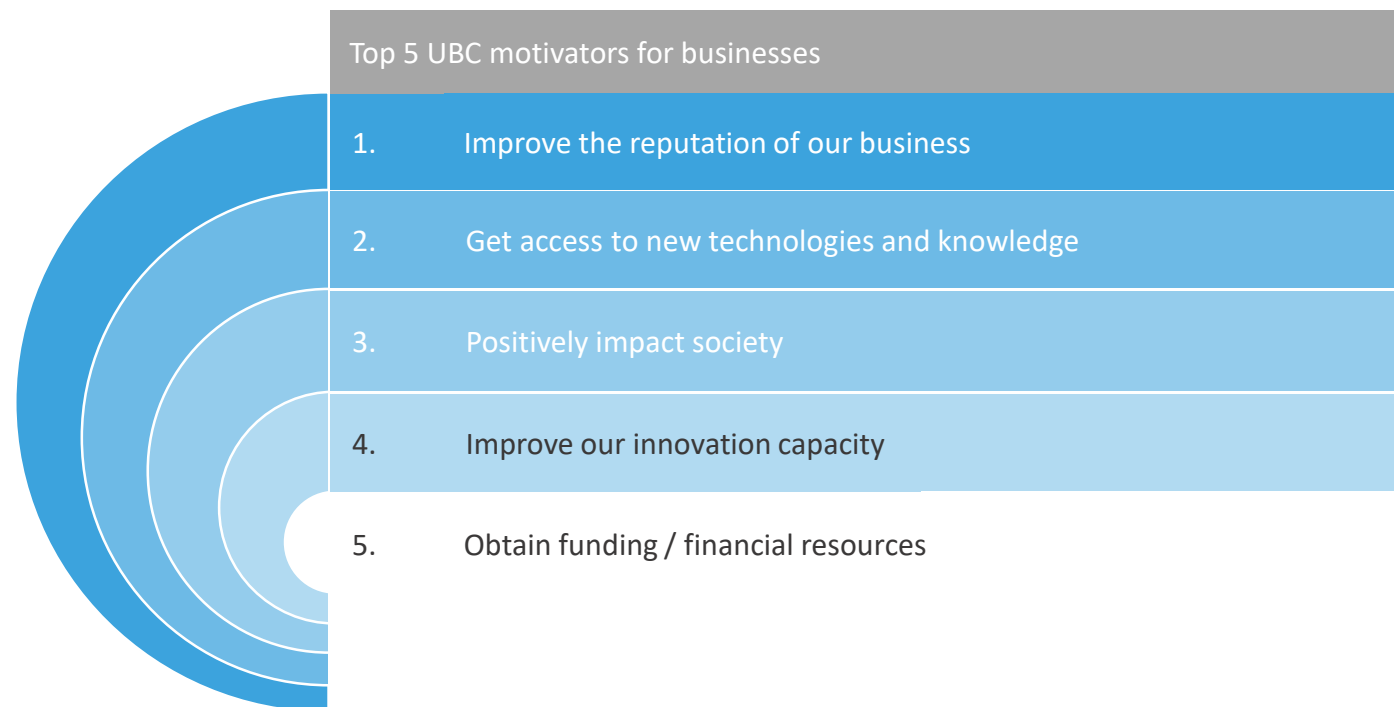 Top 5 UBC motivators for businesses
1. Improve the reputation of our business
2. Get access to new technologies and knowledge
3. Positively impact society
4. Improve our innovation capacity
5. Obtain funding / financial resources